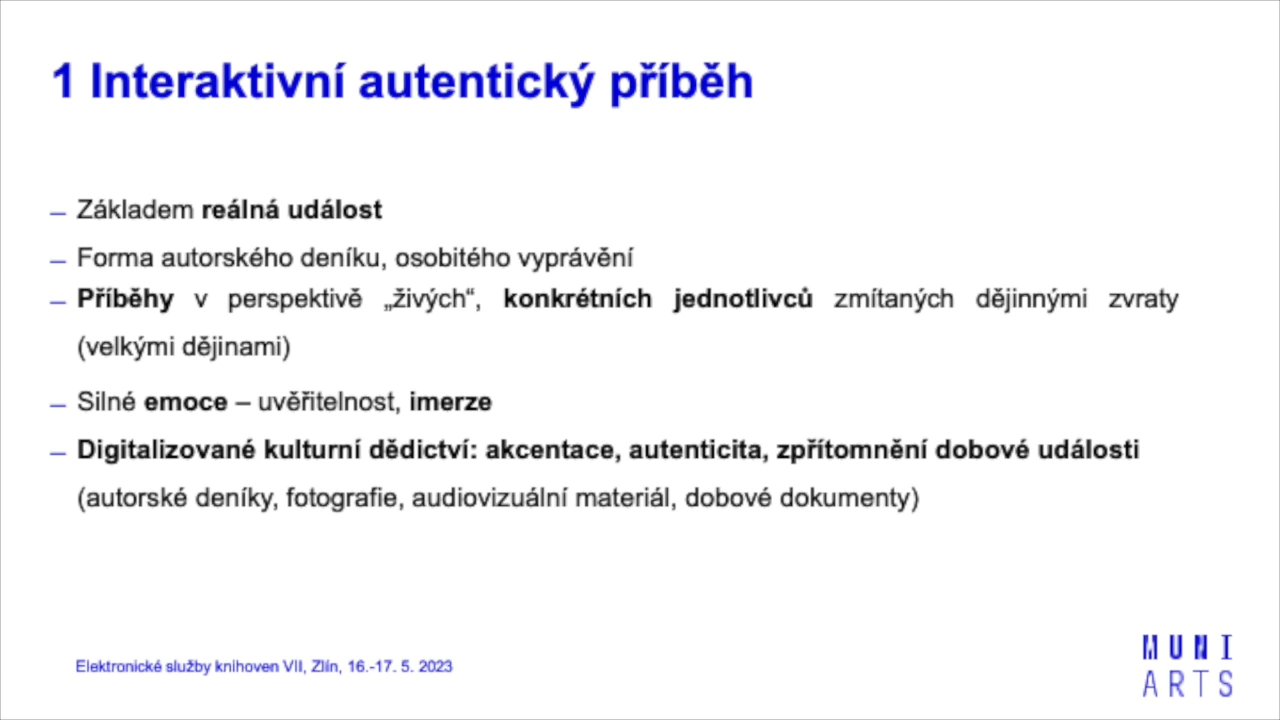 1 Interaktivní autentický příběh
– Základem reálná událost
– Forma autorského deníku, osobitého vyprávění
– Příběhy v perspektivě „živých“, konkrétních jednotlivců zmítaných dějinnými zvraty
(velkými dějinami)
– Silné emoce – uvěřitelnost, imerze
– Digitalizované kulturní dědictví: akcentace, autenticita, zpřítomnění dobové události
(autorské deníky, fotografie, audiovizuální materiál, dobové dokumenty)
Elektronické služby knihoven VII, Zlín, 16.-17. 5. 2023
MUNI
ARTS